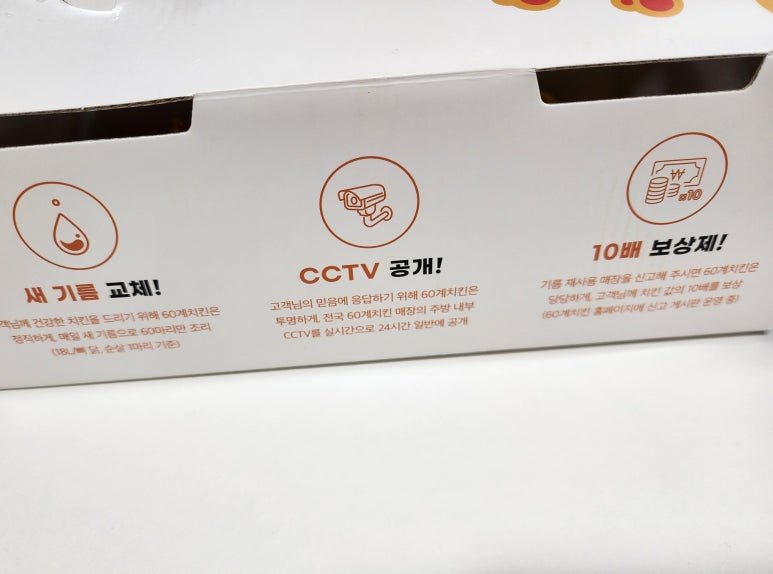 새 기름 교체!
객님께 건강한 치킨을 드리기 위해 60계치킨은
정직하게, 매일 새 기름으로 60마리만 조리
(18L/뼈 닭, 순살 1마리 기준)
CCTV 공개!
고객님의 믿음에 응답하기 위해 60계치킨은
투명하게, 전국 60계치킨 매장의 주방 내부
CCTV를 실시간으로 24시간 일반에 공개
₩
x10
10배 보상제!
기름 재사용 매장을 신고해 주시면 60계치킨은
당당하게, 고객님께 치킨 값의 10배를 보상
(60계치킨 홈페이지에 신고 게시판 운영 중)